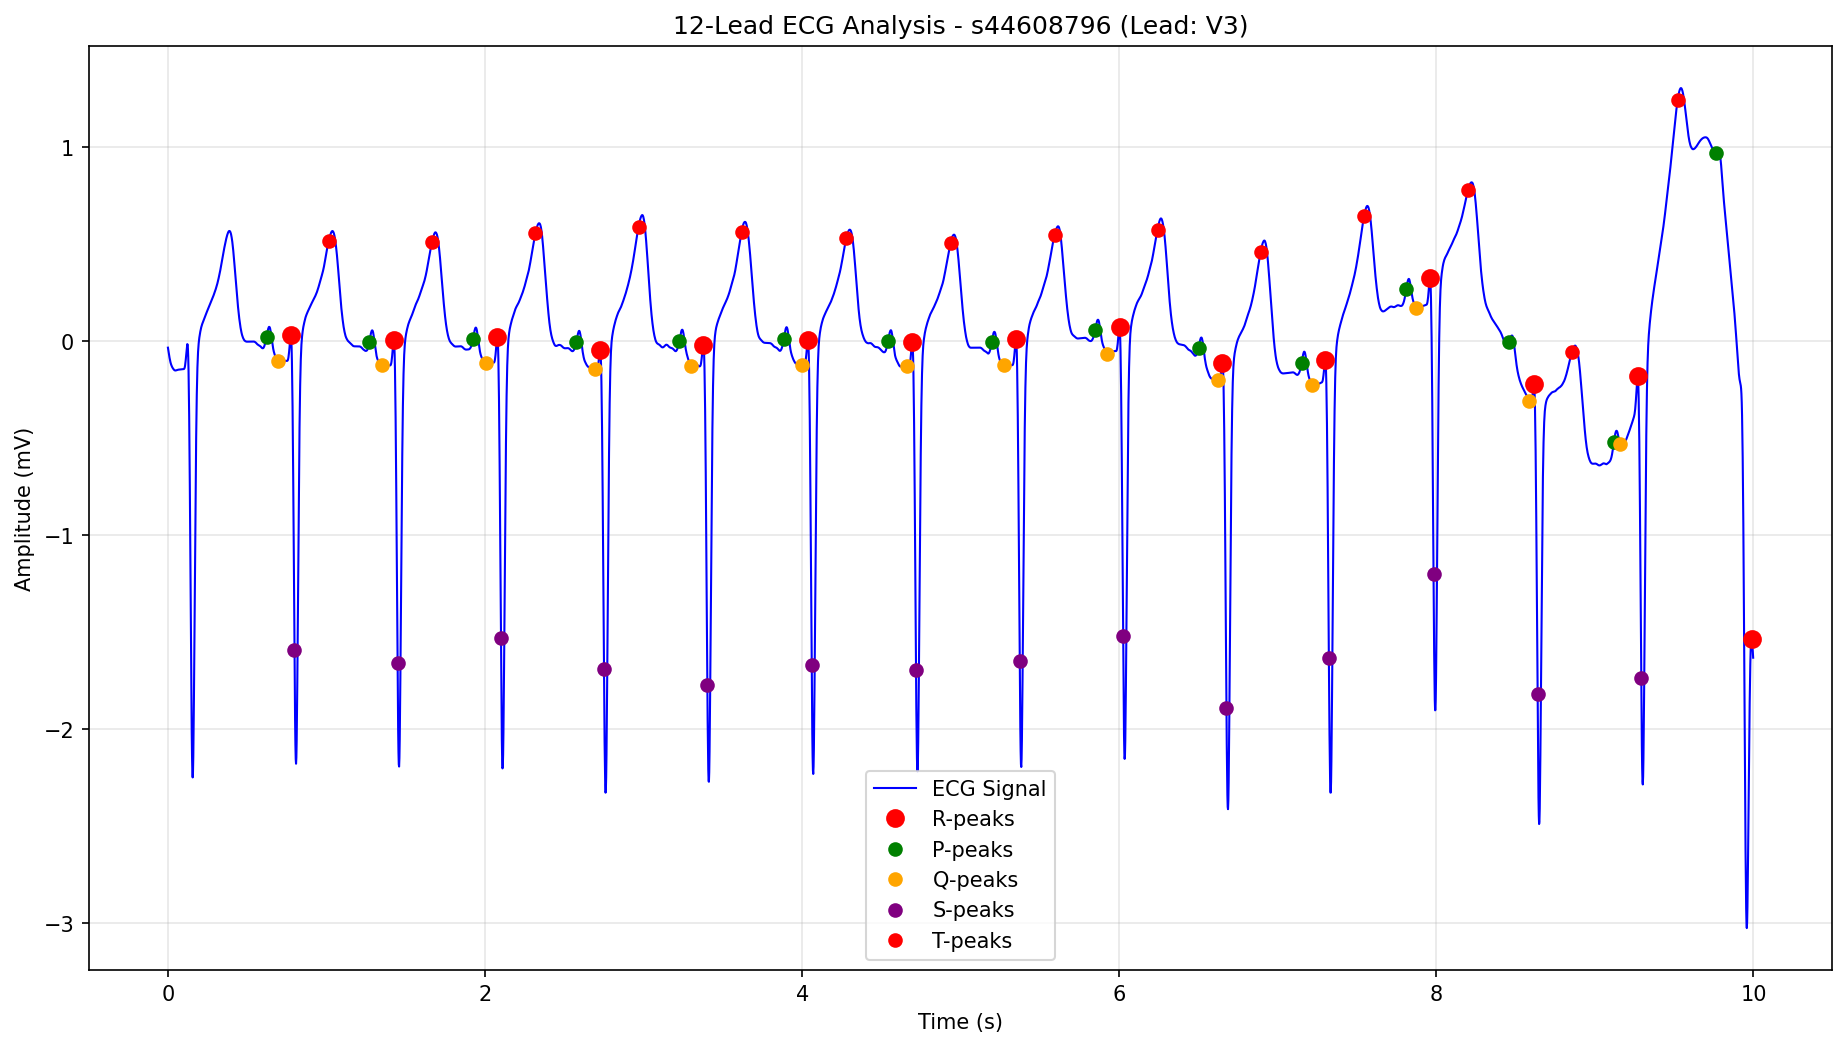 12-Lead ECG Analysis - s44608796 (Lead: V3)
Amplitude (mV)
1
0
−1
−2
−3
ECG Signal
R-peaks
P-peaks
Q-peaks
S-peaks
T-peaks
0 2 4 6 8 10
Time (s)